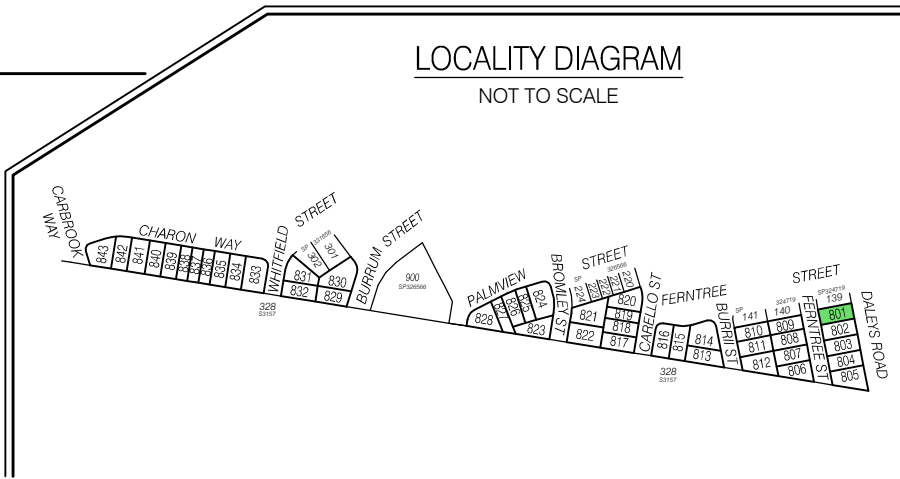 LOCALITY DIAGRAM
NOT TO SCALE
CARBROOK
WAY
CHARON WAY
843
842
841
840
839
838
837
836
835
834
833
328
S3157
WHITFIELD
STREET
SP 331656
302
301
831
830
832
829
BURRUM STREET
900
SP326566
PALMVIEW
STREET
828
827
826
825
824
823
BROMLEY ST
SP 326566
224
223
222
221
220
821
820
819
818
822
817
CARELLO ST
FERNTREE
STREET
816
815
814
813
328
S3157
BURRII ST
SP 324719
141
140
810
809
811
808
812
807
806
FERNTREE ST
SP324719
139
801
802
803
804
805
DALEYS ROAD